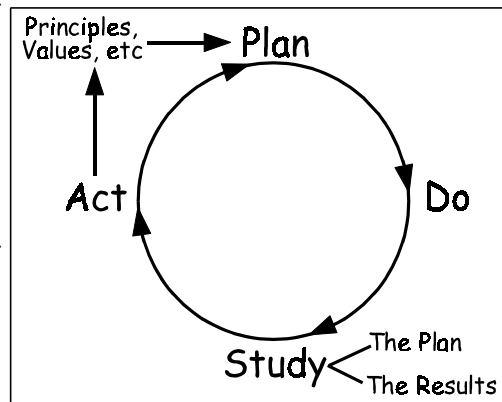 Principles,
Values, etc
Plan
Act
Do
Study
The Plan
The Results